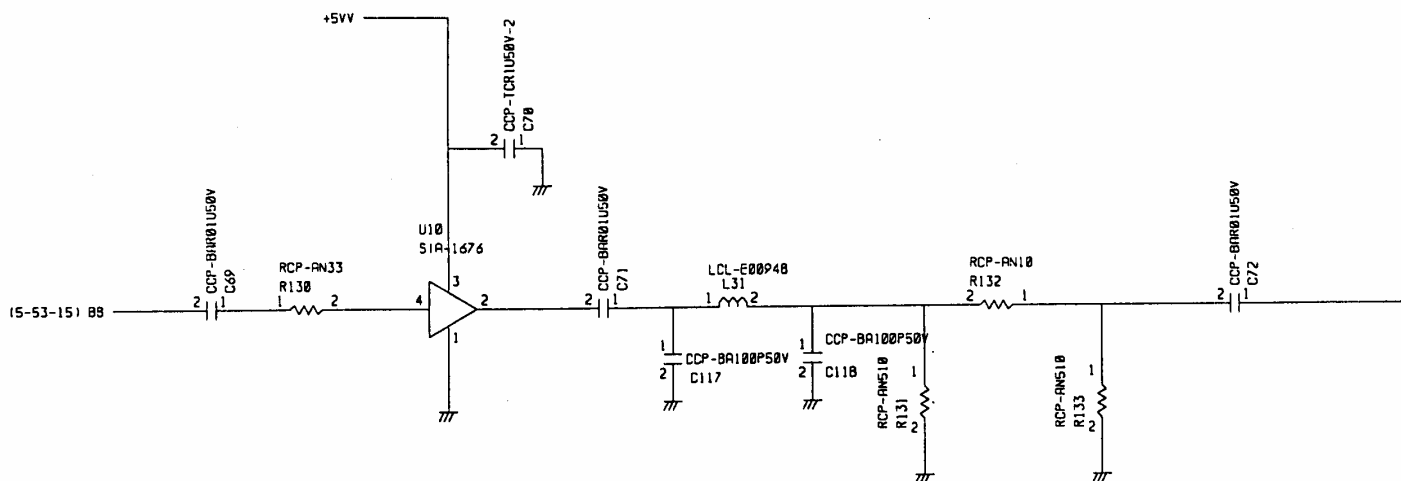 +5VV
CCP-TCR1U50V-2
C70
2 1
CCP-BAR01U50V
C69
2 1
RCP-AN33
R130
1 2
U10
SIA-1676
3
4 2
1
CCP-BAR01U50V
C71
2 1
LCL-E00948
L31
1 2
RCP-AN10
R132
2 1
CCP-BAR01U50V
C72
2 1
(5-53-15) BB
1
2
CCP-BA100P50V
C117
1
2
CCP-BA100P50V
C118
1
RCP-AN510
R131
2
1
RCP-AN510
R133
2